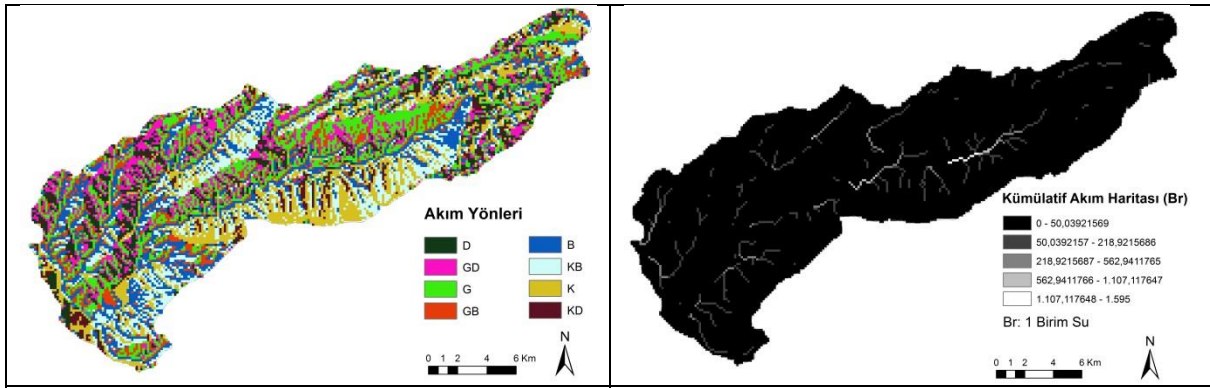 Akım Yönleri
D B
GD KB
G K
GB KD
N
0 1 2 4 6 Km
Kümülatif Akım Haritası (Br)
0 - 50,03921569
50,0392157 - 218,9215686
218,9215687 - 562,9411765
562,9411766 - 1.107,117647
1.107,117648 - 1.595
Br: 1 Birim Su
N
0 1 2 4 6 Km